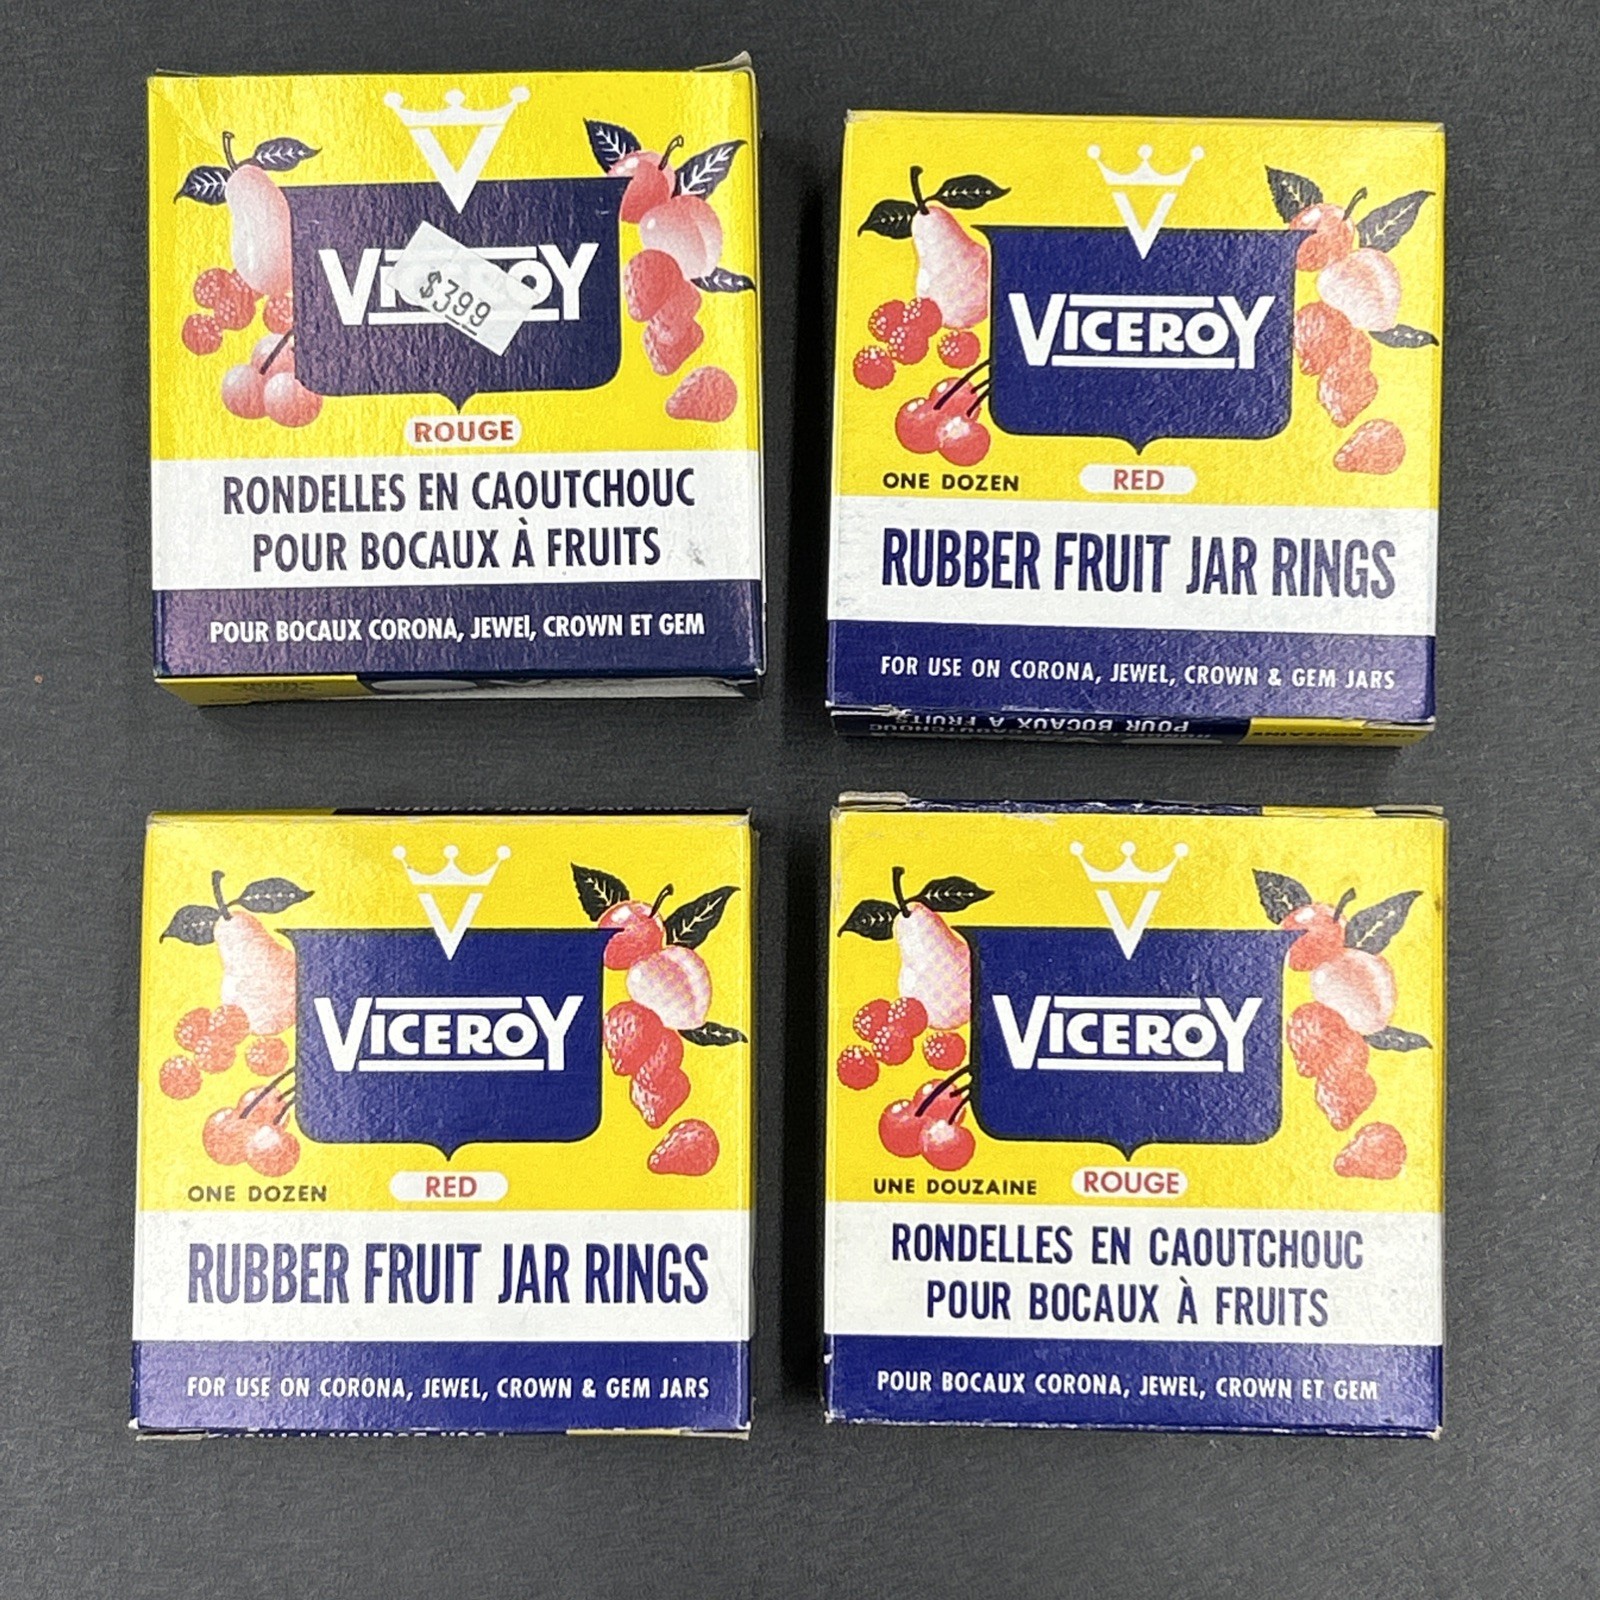 VICEROY
$3.99
ROUGE
RONDELLES EN CAOUTCHOUC
POUR BOCAUX À FRUITS
POUR BOCAUX CORONA, JEWEL, CROWN ET GEM
VICEROY
ONE DOZEN RED
RUBBER FRUIT JAR RINGS
FOR USE ON CORONA, JEWEL, CROWN & GEM JARS
POUR BOCAUX À FRUITS
VICEROY
ONE DOZEN RED
RUBBER FRUIT JAR RINGS
FOR USE ON CORONA, JEWEL, CROWN & GEM JARS
VICEROY
UNE DOUZAINE ROUGE
RONDELLES EN CAOUTCHOUC
POUR BOCAUX À FRUITS
POUR BOCAUX CORONA, JEWEL, CROWN ET GEM